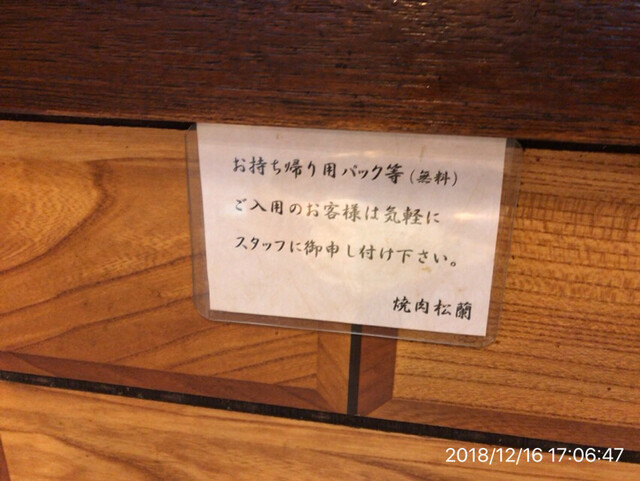 お持ち帰り用パック等(無料)
ご入用のお客様は気軽に
スタッフに御申し付け下さい。
焼肉松蘭
2018/12/16 17:06:47